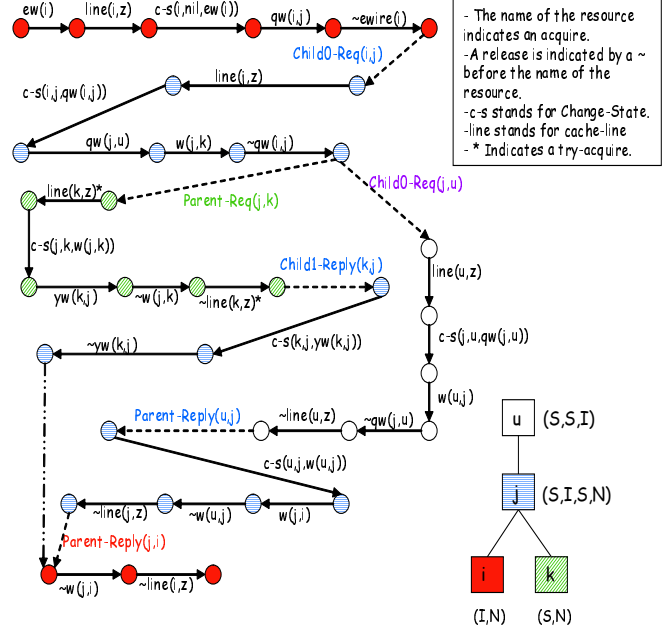 ew(i) line(i,z) c-s(i,nil,ew(i)) qw(i,j) ~ewire(i)
Child0-Req(i,j)
line(j,z)
c-s(i,j,qw(i,j))
qw(j,u) w(j,k) ~qw(i,j)
Child0-Req(j,u)
Parent-Req(j,k)
line(k,z)*
c-s(j,k,w(j,k))
line(u,z)
yw(k,j) ~w(j,k) ~line(k,z)* Child1-Reply(k,j)
c-s(k,j,yw(k,j))
c-s(j,u,qw(j,u))
~yw(k,j)
w(u,j)
Parent-Reply(u,j) ~line(u,z) ~qw(j,u)
c-s(u,j,w(u,j))
~line(j,z) ~w(u,j) w(j,i)
Parent-Reply(j,i)
~w(j,i) ~line(i,z)
- The name of the resource
indicates an acquire.
-A release is indicated by a ~
before the name of the
resource.
-c-s stands for Change-State.
-line stands for cache-line
- * Indicates a try-acquire.
u (S,S,I)
j (S,I,S,N)
i k
(I,N) (S,N)